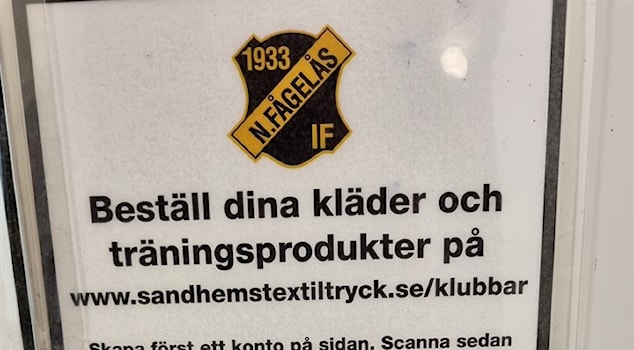 1933
N.FÅGELÅS
IF
Beställ dina kläder och
träningsprodukter på
www.sandhemstextiltryck.se/klubbar
Skapa först ett konto på sidan. Scanna sedan